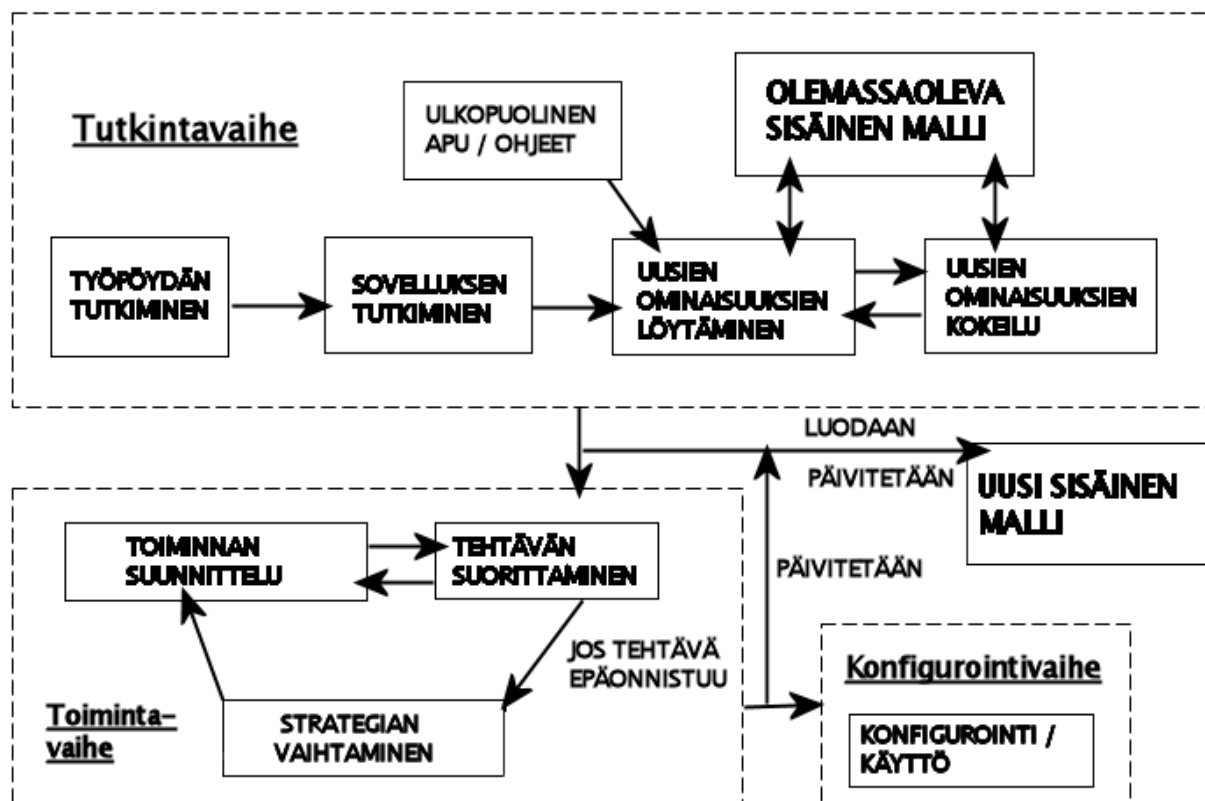 Tutkintavaihe
ULKOPUOLINEN
APU / OHJEET
OLEMASSAOLEVA
SISÄINEN MALLI
TYÖPÖYDÄN
TUTKIMINEN
SOVELLUKSEN
TUTKIMINEN
UUSIEN
OMINAISUUKSIEN
LÖYTÄMINEN
UUSIEN
OMINAISUUKSIEN
KOKEILU
LUODAAN
PÄIVITETÄÄN
UUSI SISÄINEN
MALLI
TOIMINNAN
SUUNNITTELU
TEHTÄVÄN
SUORITTAMINEN
PÄIVITETÄÄN
JOS TEHTÄVÄ
EPÄONNISTUU
Toiminta-
vaihe
STRATEGIAN
VAIHTAMINEN
Konfigurointivaihe
KONFIGUROINTI /
KÄYTTÖ